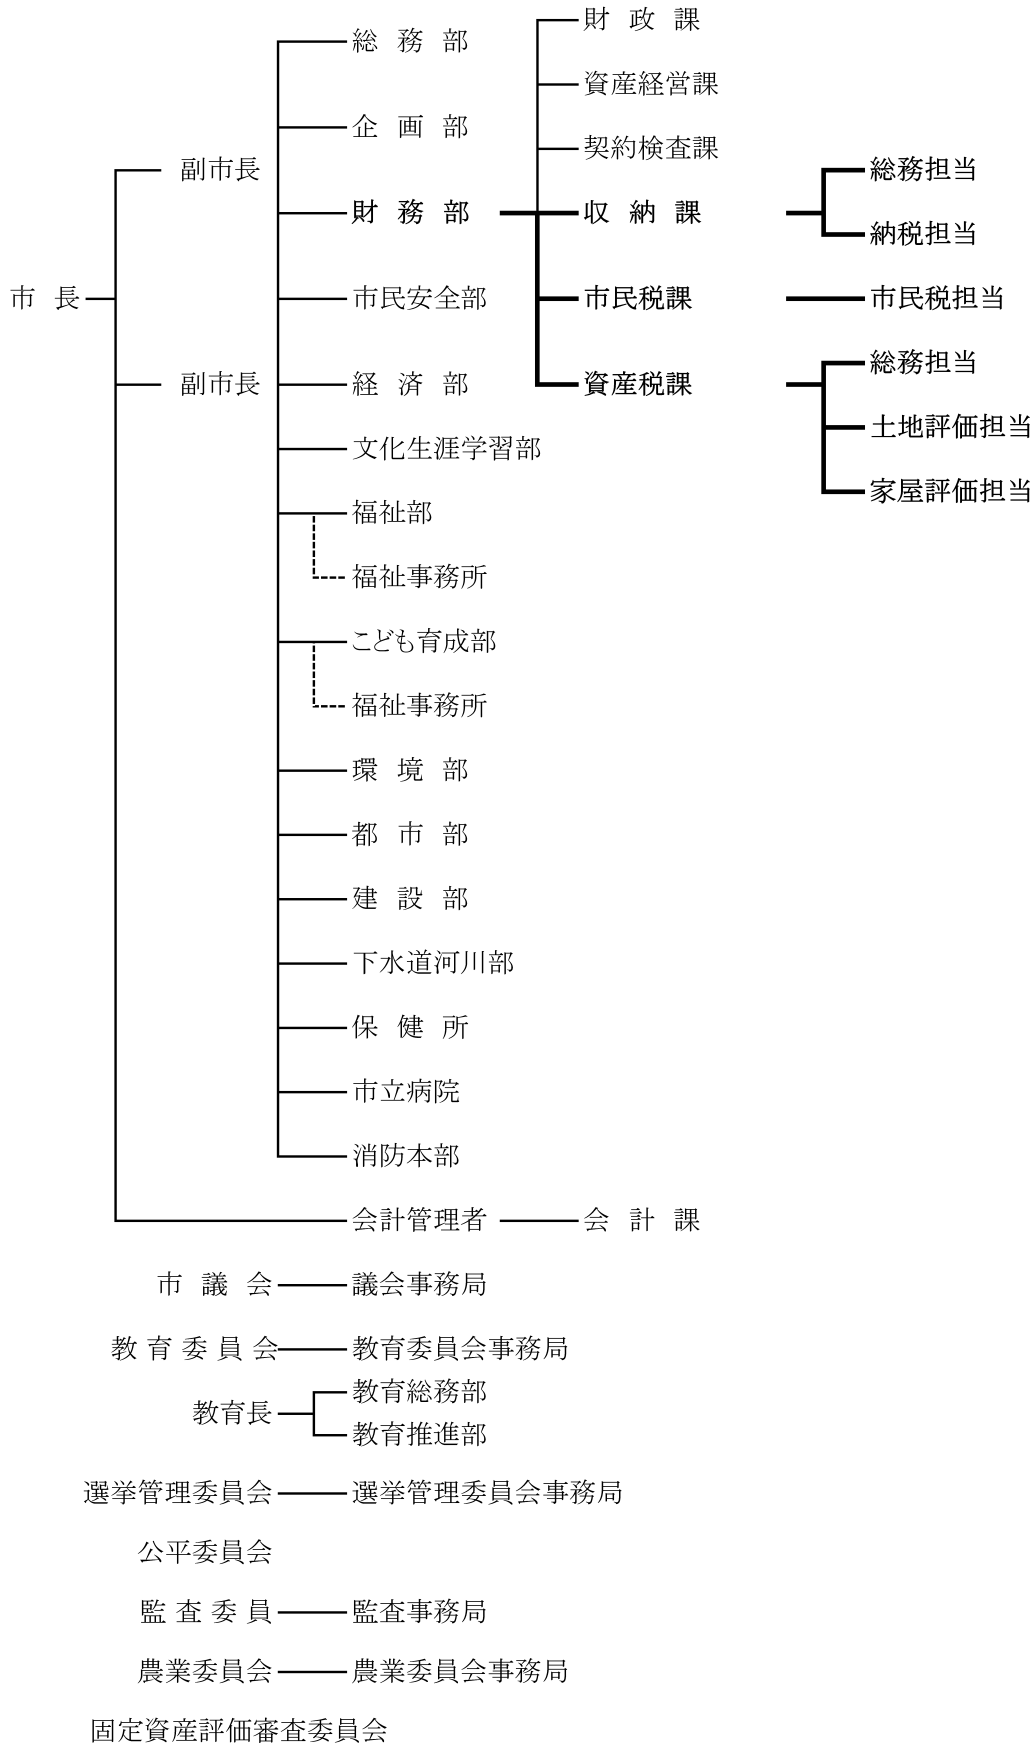 財政課
総務部
資産経営課
企画部
契約検査課
副市長
総務担当
財務部
収納課
納税担当
市長
市民安全部
市民税課
市民税担当
総務担当
副市長
経済部
資産税課
土地評価担当
文化生涯学習部
家屋評価担当
福祉部
福祉事務所
こども育成部
福祉事務所
環境部
都市部
建設部
下水道河川部
保健所
市立病院
消防本部
会計管理者
会計課
市議会
議会事務局
教育委員会
教育委員会事務局
教育総務部
教育長
教育推進部
選挙管理委員会
選挙管理委員会事務局
公平委員会
監査委員
監査事務局
農業委員会
農業委員会事務局
固定資産評価審査委員会